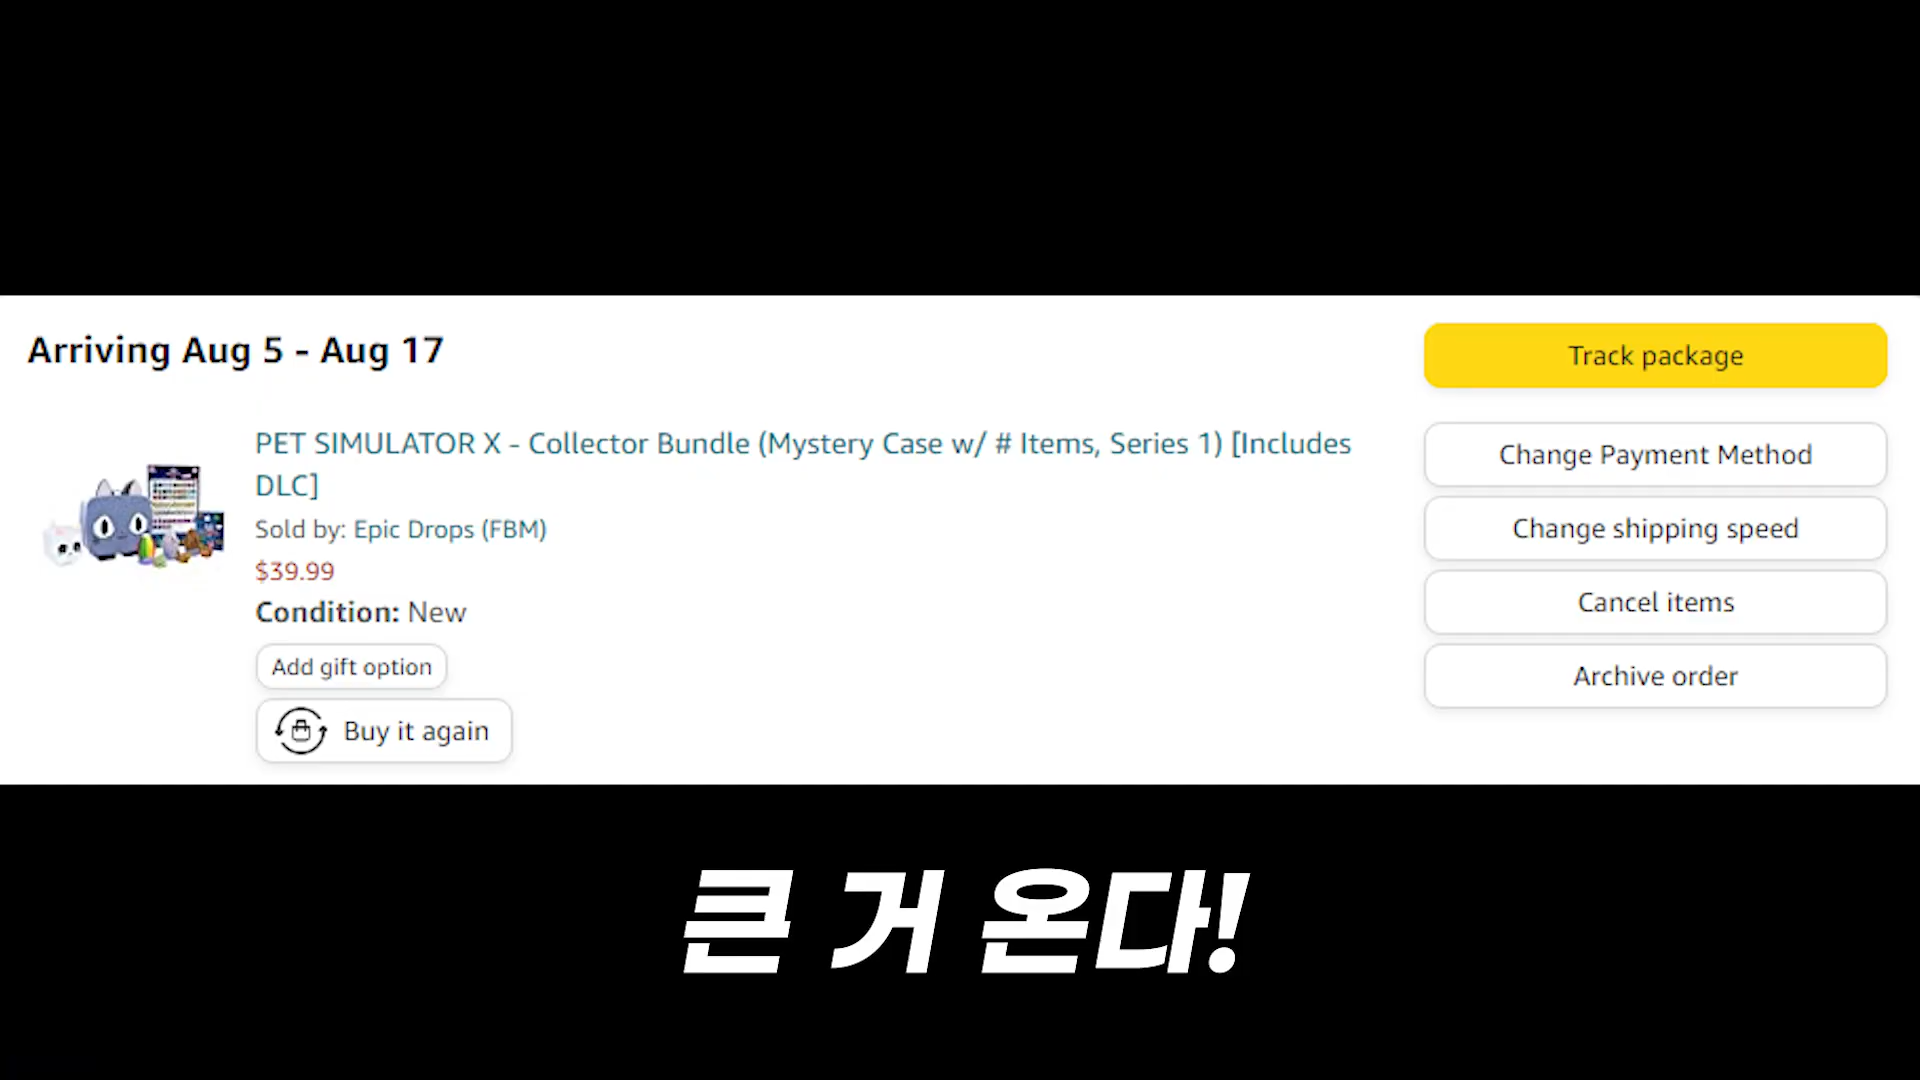 Arriving Aug 5 - Aug 17
PET SIMULATOR X - Collector Bundle (Mystery Case w/ # Items, Series 1) [Includes
DLC]
Sold by: Epic Drops (FBM)
$39.99
Condition: New
Add gift option
Buy it again
Track package
Change Payment Method
Change shipping speed
Cancel items
Archive order
큰 거 온다!